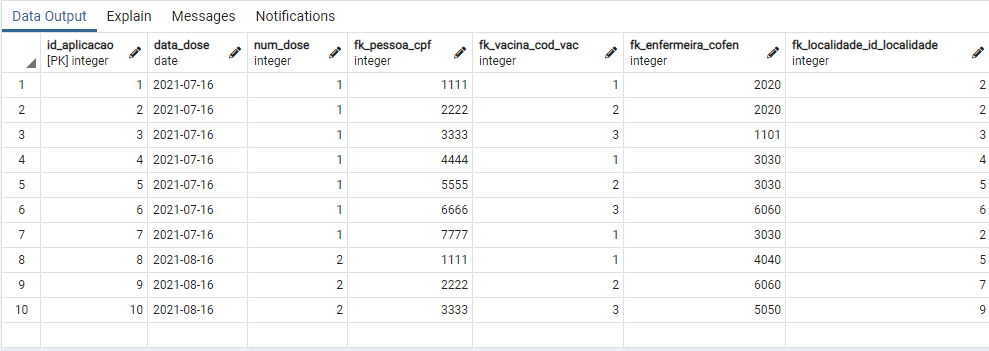 Data Output Explain Messages Notifications
id_aplicacao data_dose num_dose fk_pessoa_cpf fk_vacina_cod_vac fk_enfermeira_cofen fk_localidade_id_localidade
[PK] integer date integer integer integer integer integer
1 1 2021-07-16 1 1111 1 2020 2
2 2 2021-07-16 1 2222 2 2020 2
3 3 2021-07-16 1 3333 3 1101 3
4 4 2021-07-16 1 4444 1 3030 4
5 5 2021-07-16 1 5555 2 3030 5
6 6 2021-07-16 1 6666 3 6060 6
7 7 2021-07-16 1 7777 1 3030 2
8 8 2021-08-16 2 1111 1 4040 5
9 9 2021-08-16 2 2222 2 6060 7
10 10 2021-08-16 2 3333 3 5050 9